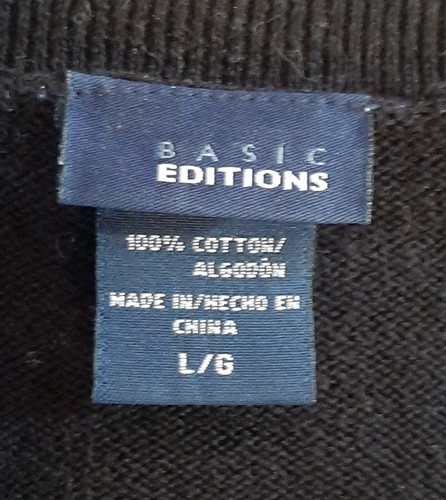 BASIC
EDITIONS
100% COTTON/
ALGODÓN
MADE IN/HECHO EN
CHINA
L/G